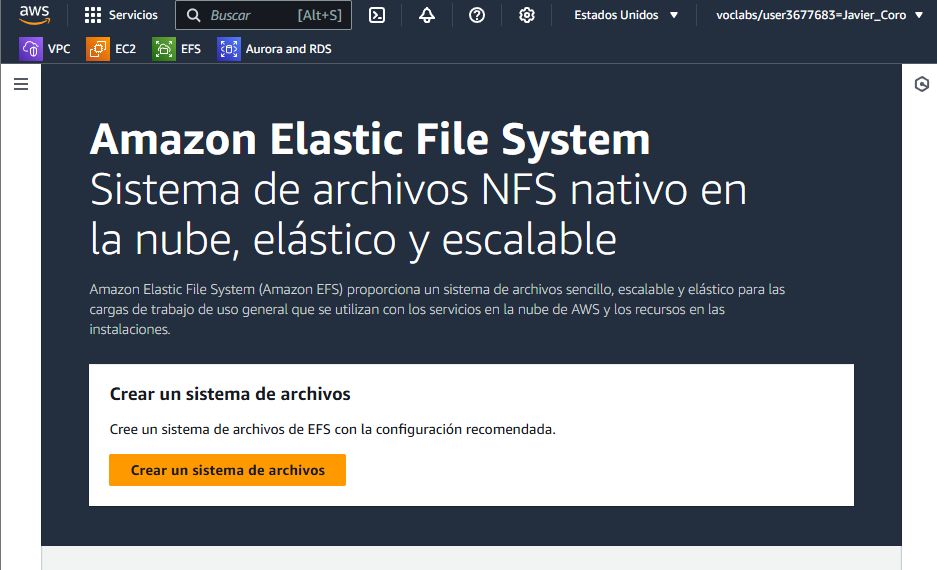 aws
Servicios
Buscar
[Alt+S]
Estados Unidos
voclabs/user3677683=Javier_Coro
VPC
EC2
EFS
Aurora and RDS
Amazon Elastic File System
Sistema de archivos NFS nativo en
la nube, elástico y escalable
Amazon Elastic File System (Amazon EFS) proporciona un sistema de archivos sencillo, escalable y elástico para las
cargas de trabajo de uso general que se utilizan con los servicios en la nube de AWS y los recursos en las
instalaciones.
Crear un sistema de archivos
Cree un sistema de archivos de EFS con la configuración recomendada.
Crear un sistema de archivos